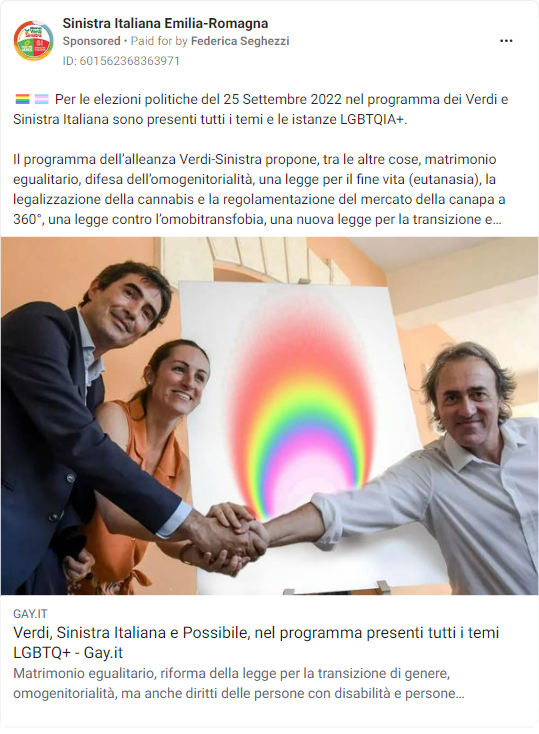 Sinistra Italiana Emilia-Romagna
Sponsored • Paid for by Federica Seghezzi
ID: 601562368363971
Per le elezioni politiche del 25 Settembre 2022 nel programma dei Verdi e
Sinistra Italiana sono presenti tutti i temi e le istanze LGBTQIA+.
Il programma dell’alleanza Verdi-Sinistra propone, tra le altre cose, matrimonio
egualitario, difesa dell’omogenitorialità, una legge per il fine vita (eutanasia), la
legalizzazione della cannabis e la regolamentazione del mercato della canapa a
360°, una legge contro l’omobitransfobia, una nuova legge per la transizione e…
GAY.IT
Verdi, Sinistra Italiana e Possibile, nel programma presenti tutti i temi
LGBTQ+ - Gay.it
Matrimonio egualitario, riforma della legge per la transizione di genere,
omogenitorialità, ma anche diritti delle persone con disabilità e persone…